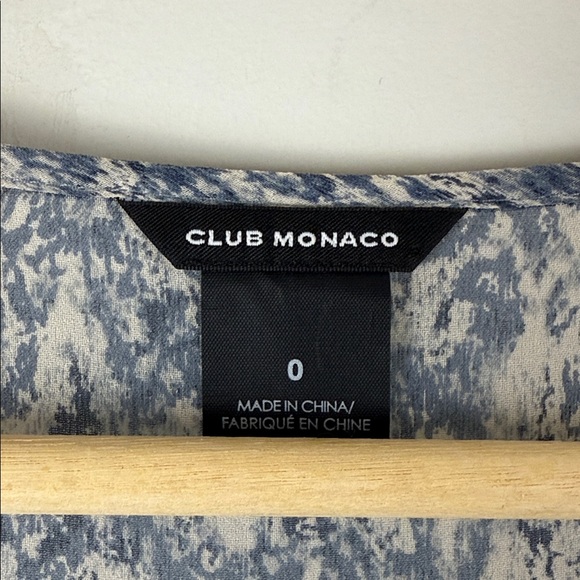 CLUB MONACO
0
MADE IN CHINA/
FABRIQUÉ EN CHINE